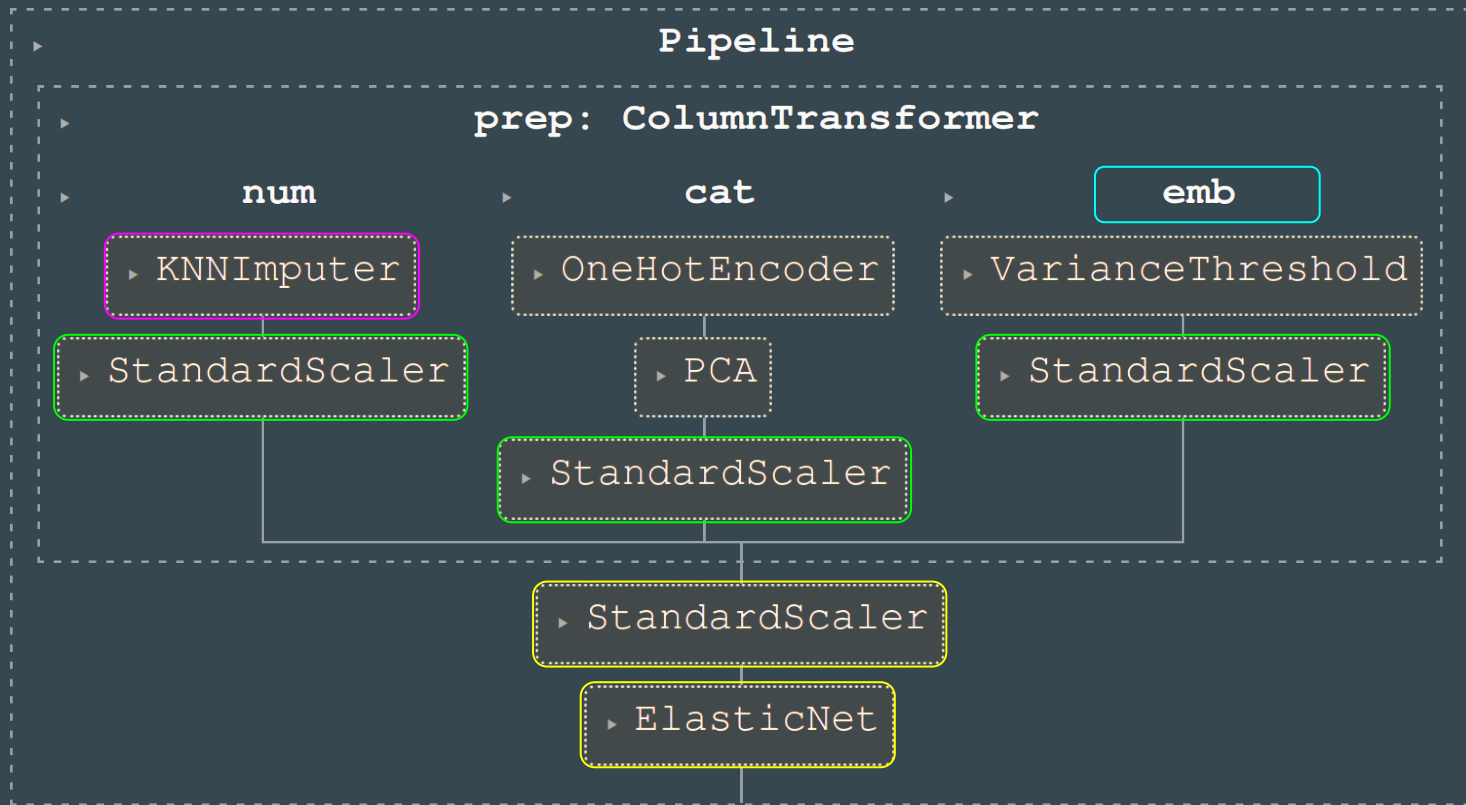 Pipeline
prep: ColumnTransformer
num
cat
emb
KNNImputer
OneHotEncoder
VarianceThreshold
StandardScaler
PCA
StandardScaler
StandardScaler
StandardScaler
ElasticNet